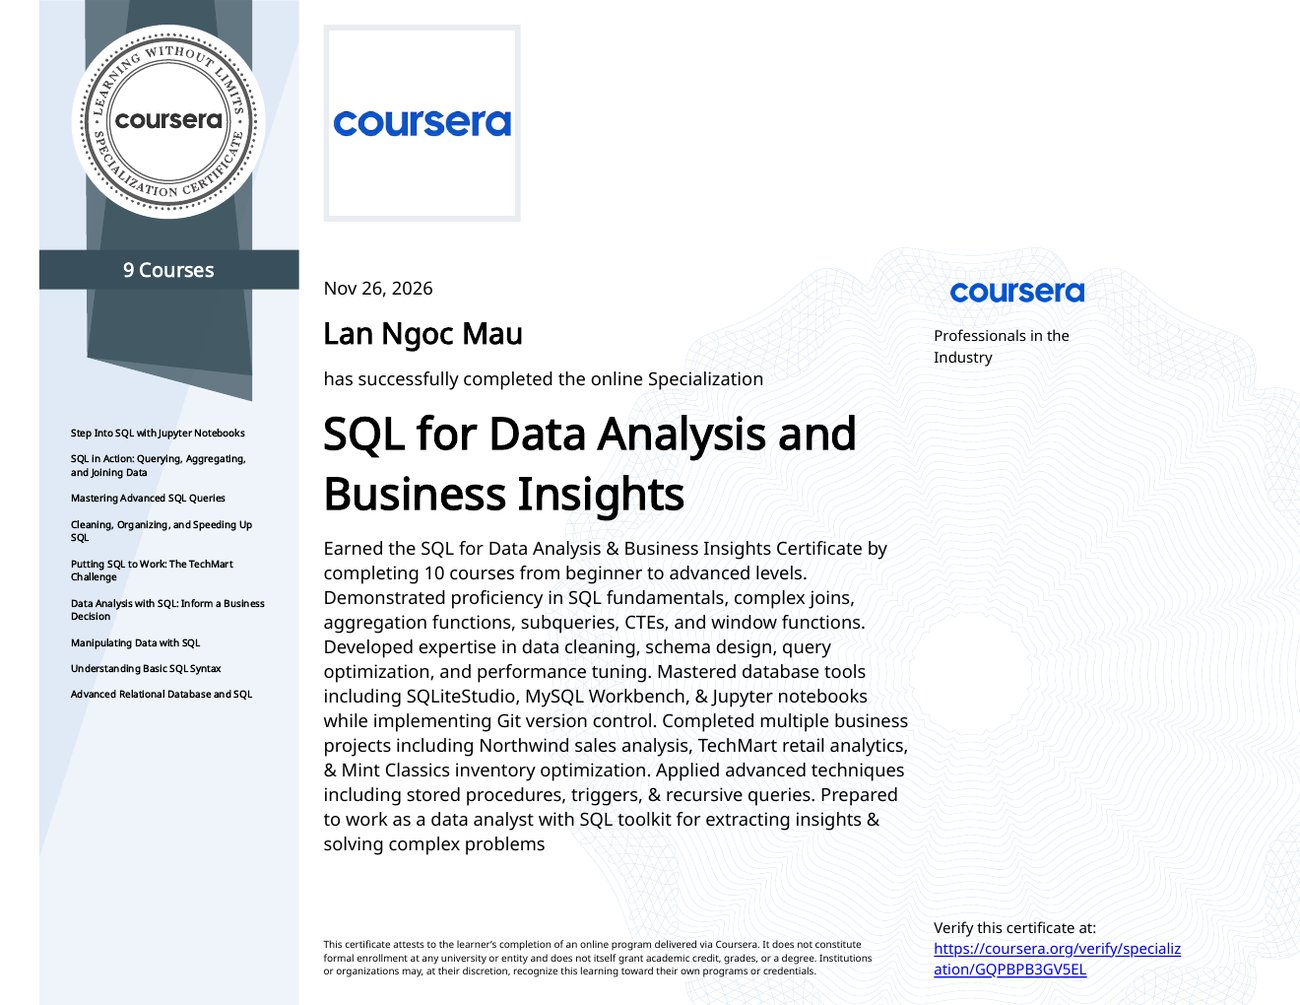 LEARNING WITHOUT LIMITS
coursera
SPECIALIZATION CERTIFICATE
9 Courses
Step Into SQL with Jupyter Notebooks
SQL in Action: Querying, Aggregating,
and Joining Data
Mastering Advanced SQL Queries
Cleaning, Organizing, and Speeding Up
SQL
Putting SQL to Work: The TechMart
Challenge
Data Analysis with SQL: Inform a Business
Decision
Manipulating Data with SQL
Understanding Basic SQL Syntax
Advanced Relational Database and SQL
coursera
Nov 26, 2026
Lan Ngoc Mau
has successfully completed the online Specialization
SQL for Data Analysis and
Business Insights
Earned the SQL for Data Analysis & Business Insights Certificate by
completing 10 courses from beginner to advanced levels.
Demonstrated proficiency in SQL fundamentals, complex joins,
aggregation functions, subqueries, CTEs, and window functions.
Developed expertise in data cleaning, schema design, query
optimization, and performance tuning. Mastered database tools
including SQLiteStudio, MySQL Workbench, & Jupyter notebooks
while implementing Git version control. Completed multiple business
projects including Northwind sales analysis, TechMart retail analytics,
& Mint Classics inventory optimization. Applied advanced techniques
including stored procedures, triggers, & recursive queries. Prepared
to work as a data analyst with SQL toolkit for extracting insights &
solving complex problems
This certificate attests to the learner’s completion of an online program delivered via Coursera. It does not constitute
formal enrollment at any university or entity and does not itself grant academic credit, grades, or a degree. Institutions
or organizations may, at their discretion, recognize this learning toward their own programs or credentials.
coursera
Professionals in the
Industry
Verify this certificate at:
https://coursera.org/verify/specializ
ation/GQPBPB3GV5EL